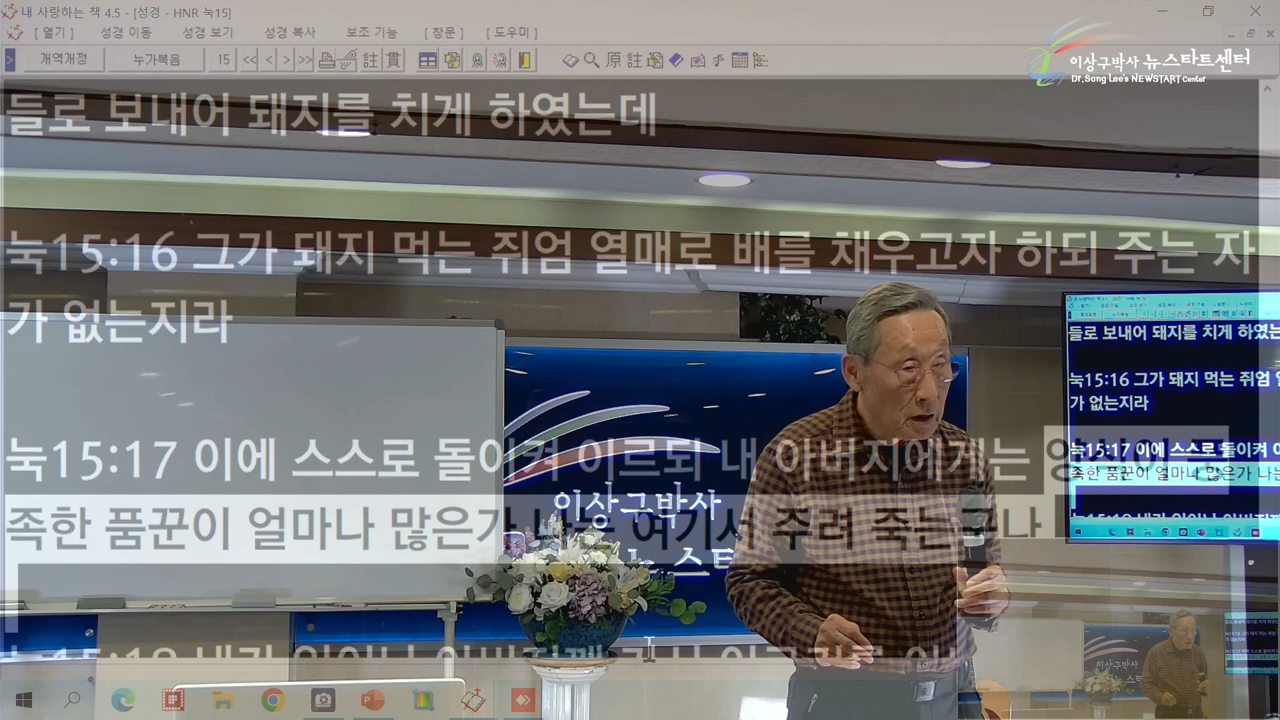 내 사랑하는 책 4.5 - [성경 - HNR 눅15]
[ 열기 ] 성경 이동 성경 보기 성경 복사 보조 기능 [ 창문 ] [ 도우미 ]
개역개정 누가복음 15 << < > >>
이상구박사 뉴스타트센터
Dr. Sang Lee's NEWSTART Center
들로 보내어 돼지를 치게 하였는데
눅15:16 그가 돼지 먹는 쥐엄 열매로 배를 채우고자 하되 주는 자
가 없는지라
눅15:17 이에 스스로 돌이켜 이르되 내 아버지에게는
족한 품꾼이 얼마나 많은가 나는 여기서 주려 죽는구나
이상구박사
뉴스타
들로 보내어 돼지를 치게 하였는
눅15:16 그가 돼지 먹는 쥐엄
가 없는지라
눅15:17 이에 스스로 돌이켜
족한 품꾼이 얼마나 많은가 나는